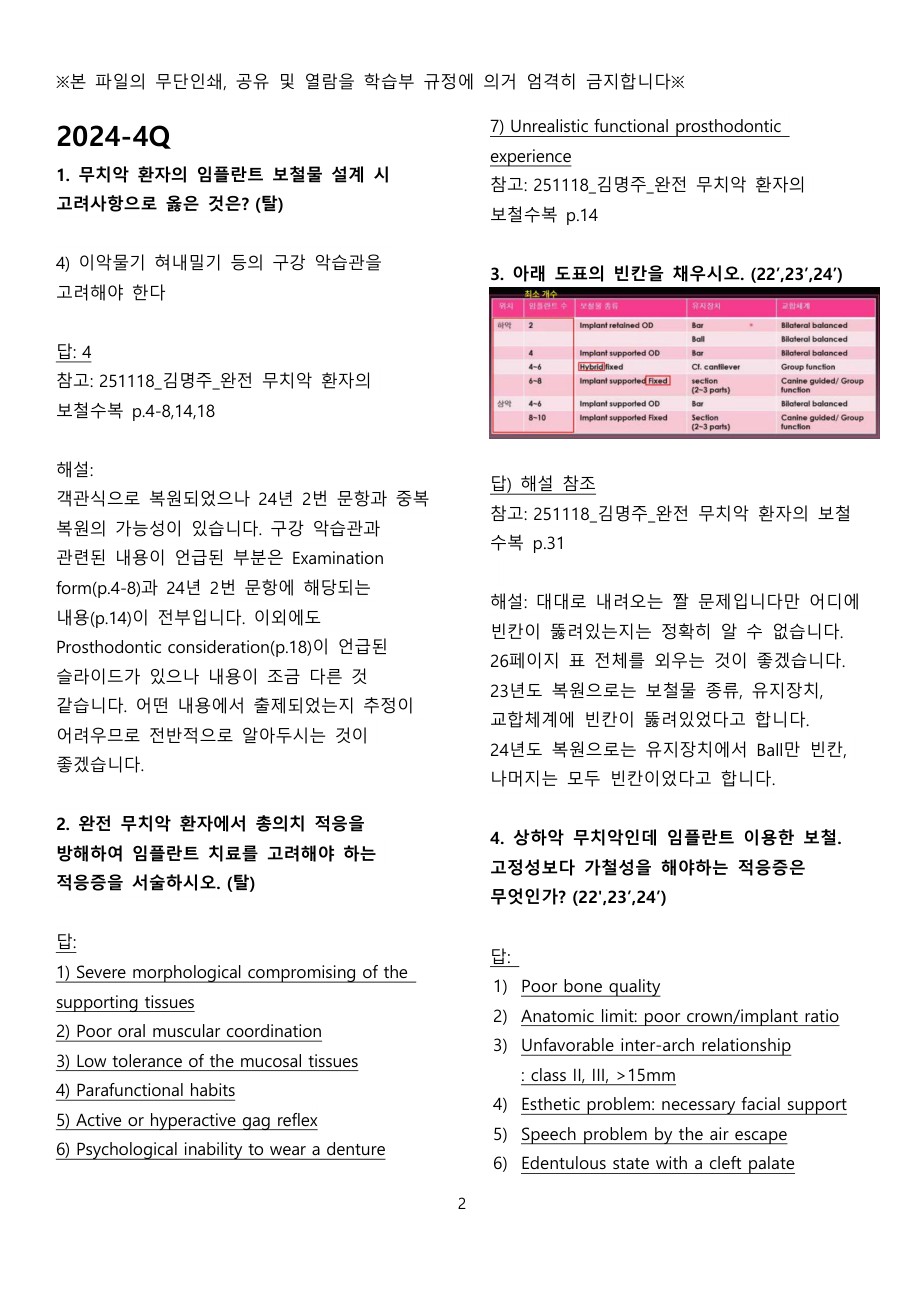 ※본 파일의 무단인쇄, 공유 및 열람을 학습부 규정에 의거 엄격히 금지합니다※
2024-4Q
1. 무치악 환자의 임플란트 보철물 설계 시
고려사항으로 옳은 것은? (탈)
4) 이악물기 혀내밀기 등의 구강 악습관을
고려해야 한다
답: 4
참고: 251118_김명주_완전 무치악 환자의
보철수복 p.4-8,14,18
해설:
객관식으로 복원되었으나 24년 2번 문항과 중복
복원의 가능성이 있습니다. 구강 악습관과
관련된 내용이 언급된 부분은 Examination
form(p.4-8)과 24년 2번 문항에 해당되는
내용(p.14)이 전부입니다. 이외에도
Prosthodontic consideration(p.18)이 언급된
슬라이드가 있으나 내용이 조금 다른 것
같습니다. 어떤 내용에서 출제되었는지 추정이
어려우므로 전반적으로 알아두시는 것이
좋겠습니다.
2. 완전 무치악 환자에서 총의치 적응을
방해하여 임플란트 치료를 고려해야 하는
적응증을 서술하시오. (탈)
답:
1) Severe morphological compromising of the
supporting tissues
2) Poor oral muscular coordination
3) Low tolerance of the mucosal tissues
4) Parafunctional habits
5) Active or hyperactive gag reflex
6) Psychological inability to wear a denture
7) Unrealistic functional prosthodontic
experience
참고: 251118_김명주_완전 무치악 환자의
보철수복 p.14
3. 아래 도표의 빈칸을 채우시오. (22’,23’,24’)
최소 개수
위치 임플란트 수 보철물 종류 유지장치 교합체계
하악 2 Implant retained OD Bar Bilateral balanced
Ball Bilateral balanced
4 Implant supported OD Bar Bilateral balanced
4~6 Hybrid fixed Cf. cantilever Group function
6~8 Implant supported Fixed section Canine guided/ Group
(2~3 parts) function
상악 4~6 Implant supported OD Bar Bilateral balanced
8~10 Implant supported Fixed Section Canine guided/ Group
(2~3 parts) function
답) 해설 참조
참고: 251118_김명주_완전 무치악 환자의 보철
수복 p.31
해설: 대대로 내려오는 짤 문제입니다만 어디에
빈칸이 뚫려있는지는 정확히 알 수 없습니다.
26페이지 표 전체를 외우는 것이 좋겠습니다.
23년도 복원으로는 보철물 종류, 유지장치,
교합체계에 빈칸이 뚫려있었다고 합니다.
24년도 복원으로는 유지장치에서 Ball만 빈칸,
나머지는 모두 빈칸이었다고 합니다.
4. 상하악 무치악인데 임플란트 이용한 보철.
고정성보다 가철성을 해야하는 적응증은
무엇인가? (22',23’,24’)
답:
1) Poor bone quality
2) Anatomic limit: poor crown/implant ratio
3) Unfavorable inter-arch relationship
: class II, III, >15mm
4) Esthetic problem: necessary facial support
5) Speech problem by the air escape
6) Edentulous state with a cleft palate
2